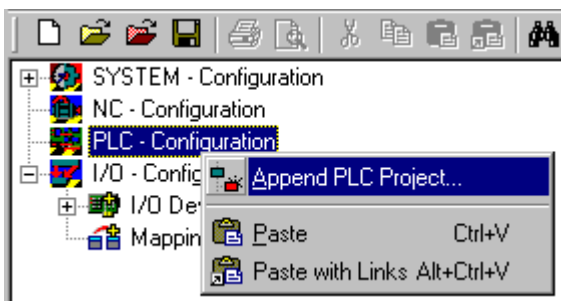 SYSTEM - Configuration
NC - Configuration
PLC - Configuration
I/O - Config
Append PLC Project...
I/O De
Mappin
Paste Ctrl+V
Paste with Links Alt+Ctrl+V